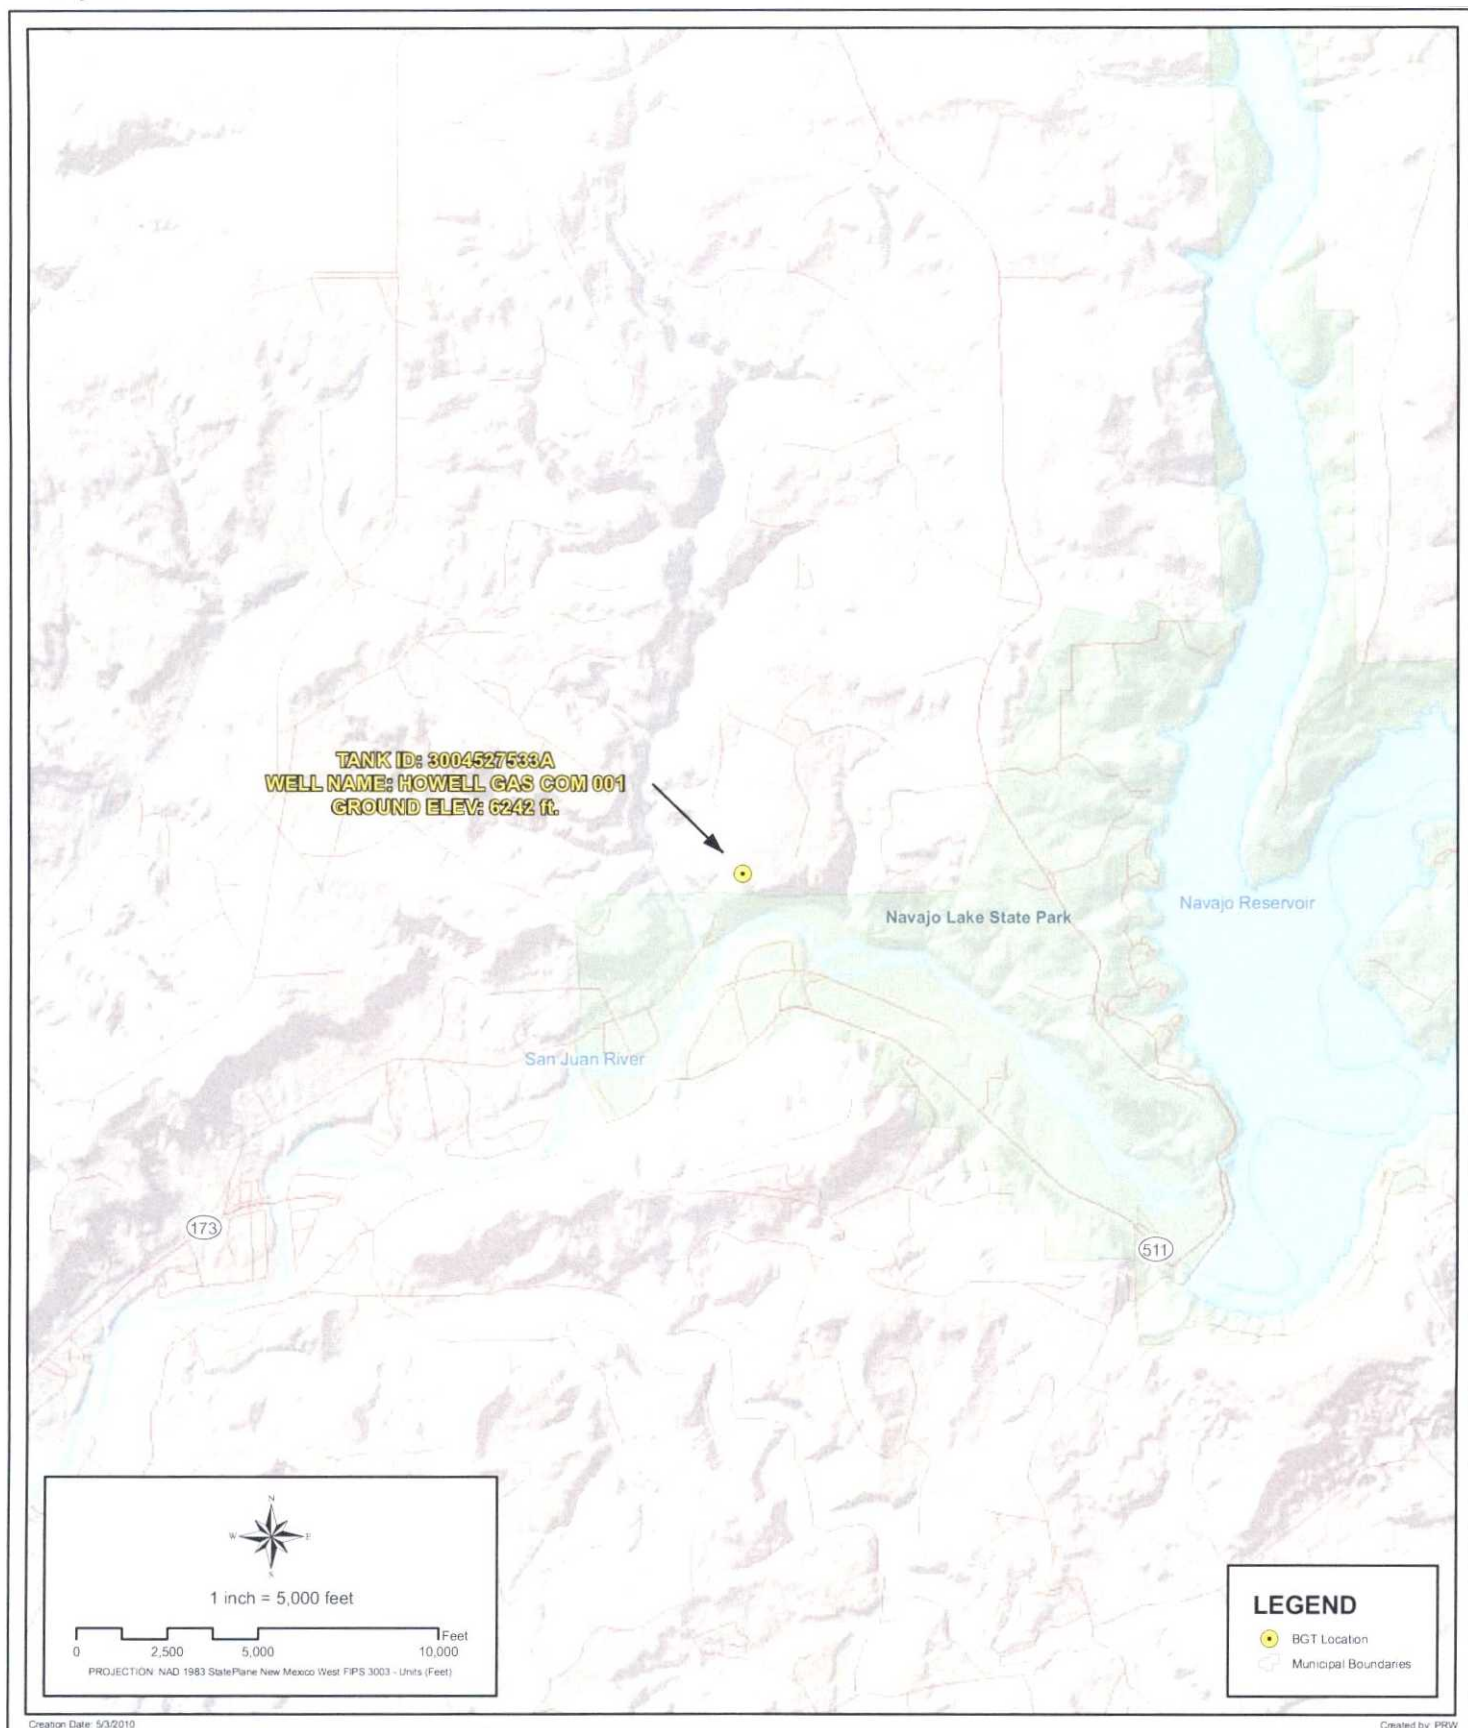 TANK ID: 3004527533A
WELL NAME: HOWELL GAS COM 001
GROUND ELEV: 6242 ft.
Navajo Reservoir
Navajo Lake State Park
San Juan River
173
511
N
W E
S
1 inch = 5,000 feet
Feet
0 2,500 5,000 10,000
PROJECTION: NAD 1983 StatePlane New Mexico West FIPS 3003 - Units (Feet)
LEGEND
BGT Location
Municipal Boundaries
Creation Date: 5/3/2010
Created by: PRW